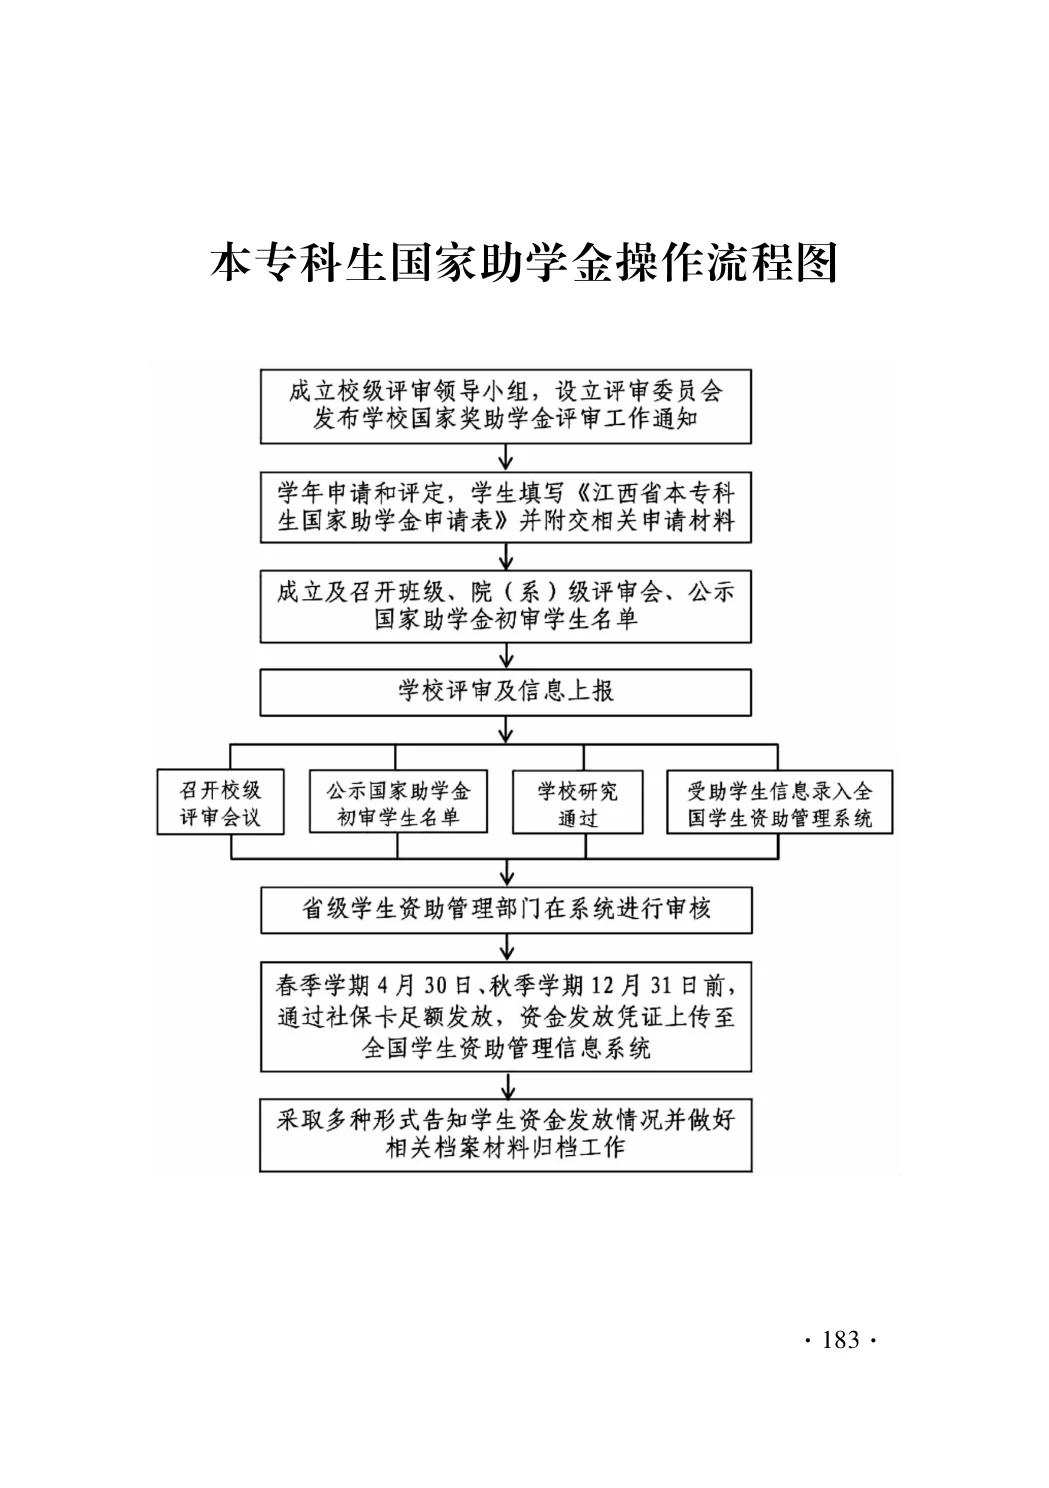 本专科生国家助学金操作流程图
成立校级评审领导小组，设立评审委员会
发布学校国家奖助学金评审工作通知
学年申请和评定，学生填写《江西省本专科
生国家助学金申请表》并附交相关申请材料
成立及召开班级、院（系）级评审会、公示
国家助学金初审学生名单
学校评审及信息上报
召开校级
评审会议
公示国家助学金
初审学生名单
学校研究
通过
受助学生信息录入全
国学生资助管理系统
省级学生资助管理部门在系统进行审核
春季学期4月30日、秋季学期12月31日前，
通过社保卡足额发放，资金发放凭证上传至
全国学生资助管理信息系统
采取多种形式告知学生资金发放情况并做好
相关档案材料归档工作
·183·